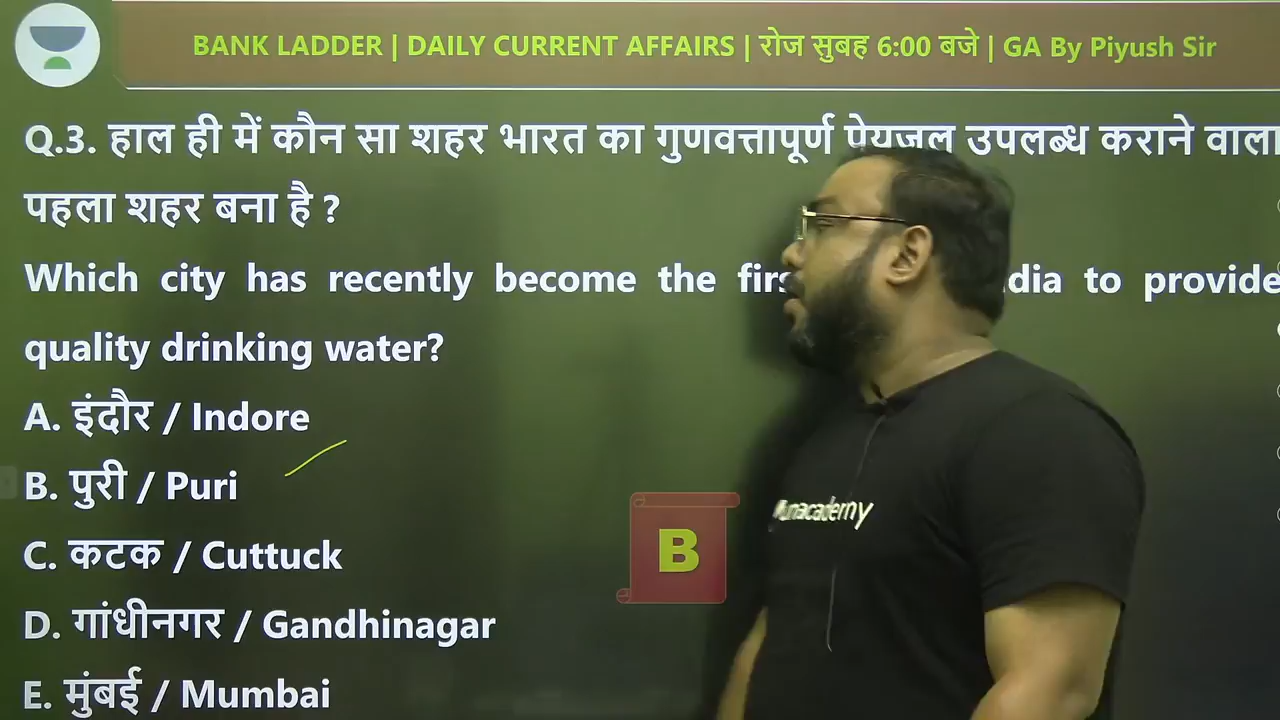 BANK LADDER | DAILY CURRENT AFFAIRS | रोज सुबह 6:00 बजे | GA By Piyush Sir
Q.3. हाल ही में कौन सा शहर भारत का गुणवत्तापूर्ण पेयजल उपलब्ध कराने वाला
पहला शहर बना है ?
Which city has recently become the to provide
quality drinking water?
A. इंदौर / Indore
B. पुरी / Puri
C. कटक / Cuttuck
D. गांधीनगर / Gandhinagar
E. मुंबई / Mumbai
B
unacademy